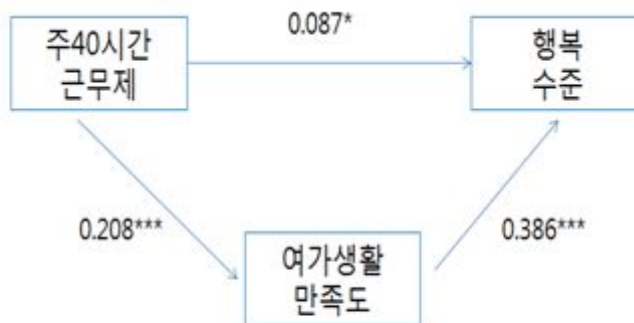 0.087*
주40시간
근무제
행복
수준
0.208***
0.386***
여가생활
만족도